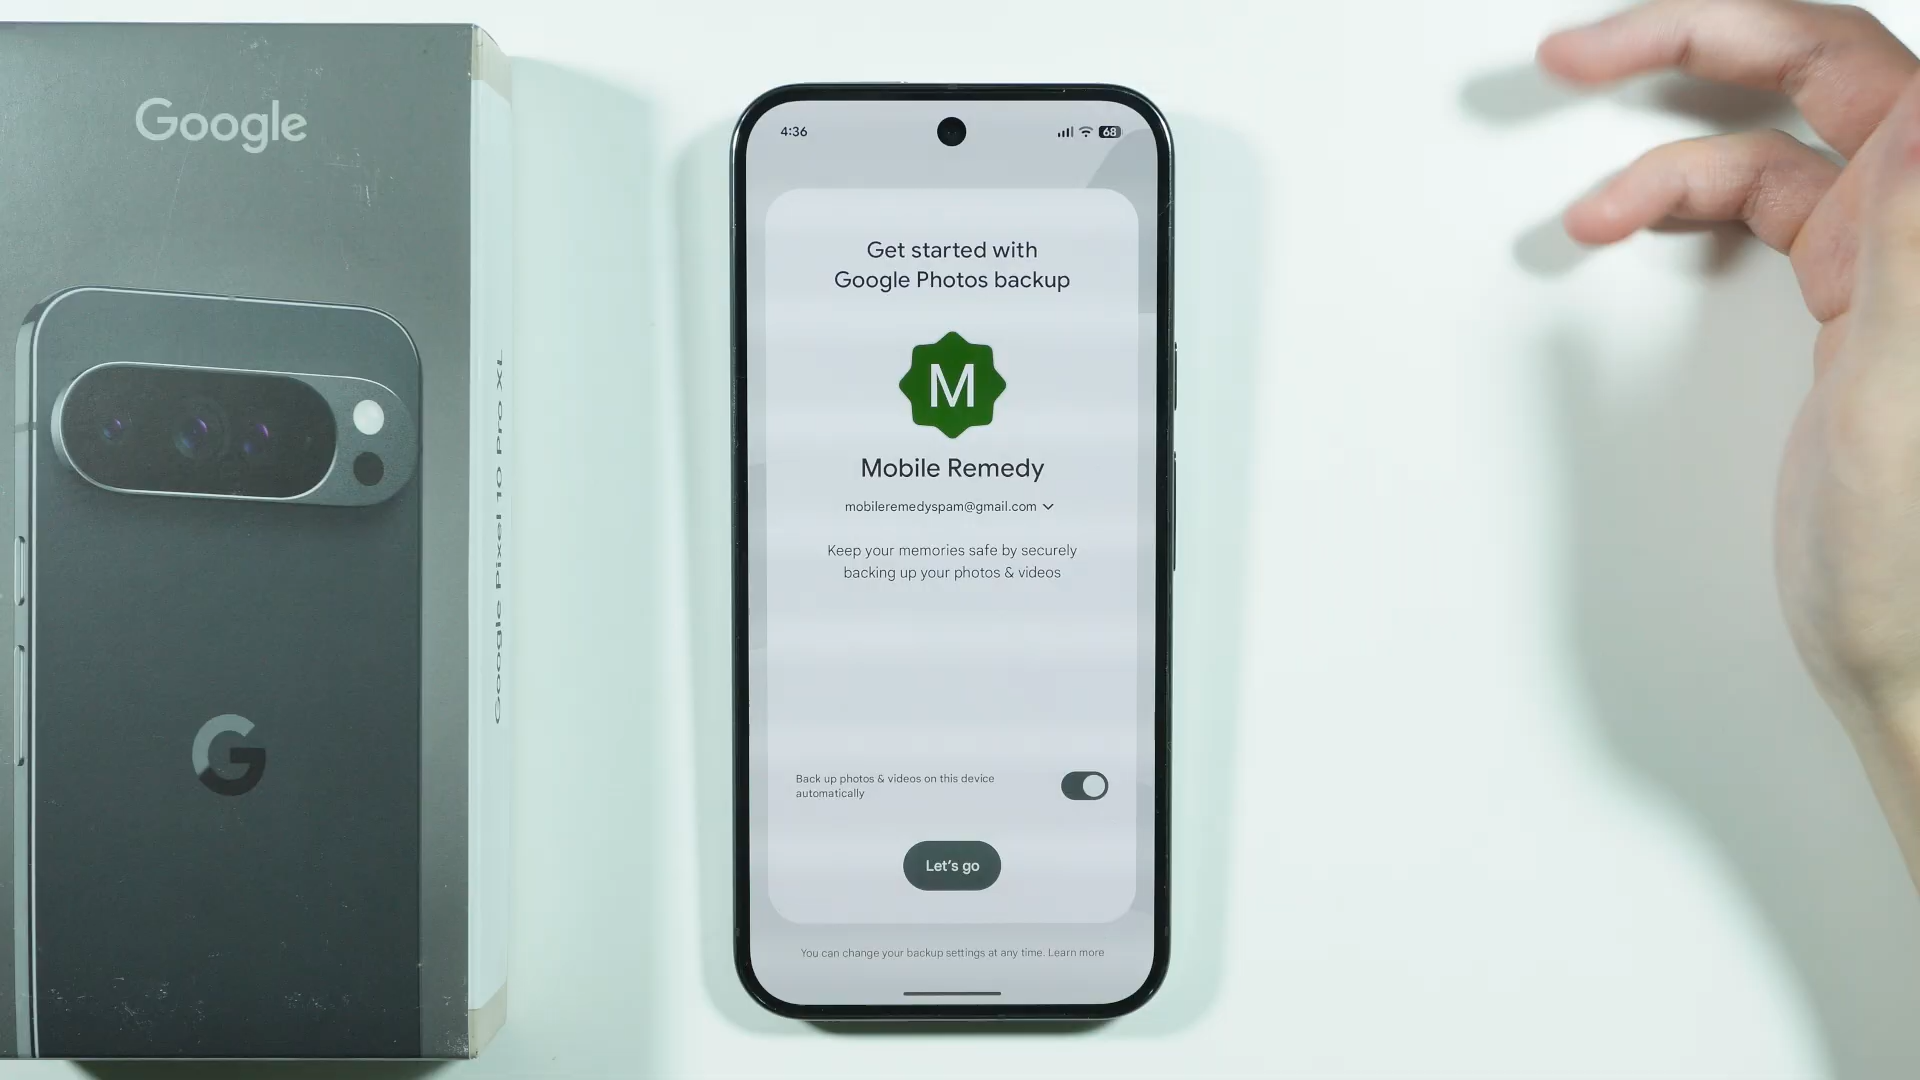 Google
Google Pixel 10 Pro XL
G
4:36
68
Get started with
Google Photos backup
M
Mobile Remedy
mobileremedyspam@gmail.com
Keep your memories safe by securely
backing up your photos & videos
Back up photos & videos on this device
automatically
Let's go
You can change your backup settings at any time. Learn more